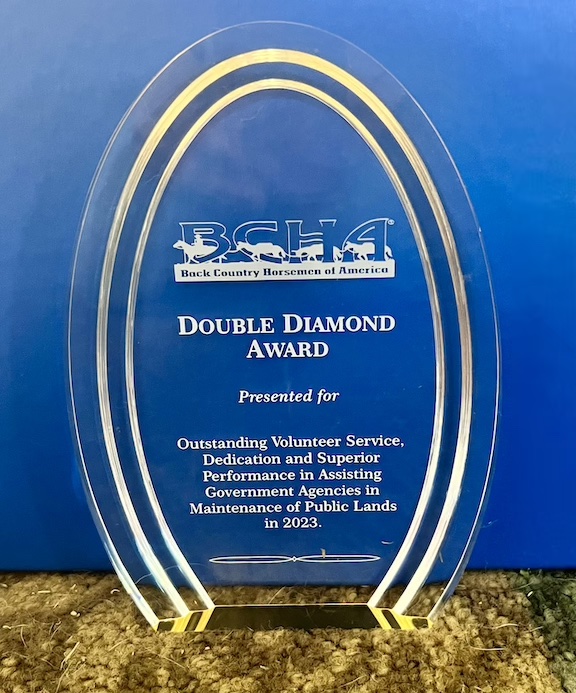 BCHA®
Back Country Horsemen of America
DOUBLE DIAMOND
AWARD
Presented for
Outstanding Volunteer Service,
Dedication and Superior
Performance in Assisting
Government Agencies in
Maintenance of Public Lands
in 2023.